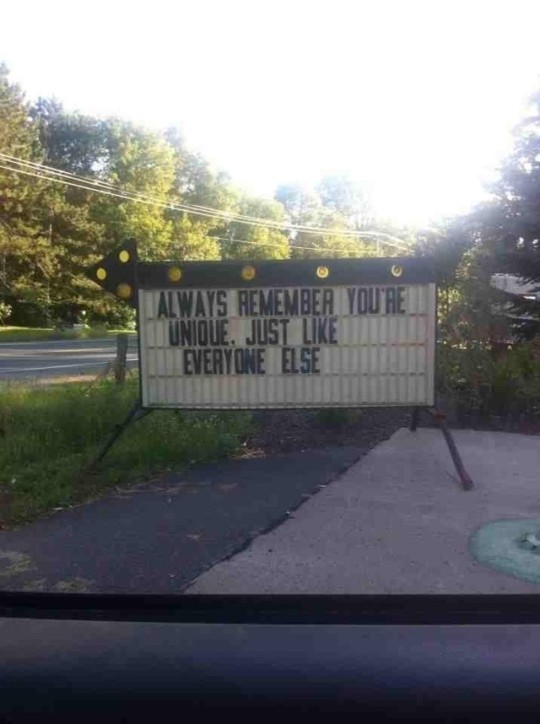 ALWAYS REMEMBER YOU'RE
UNIQUE. JUST LIKE
EVERYONE ELSE